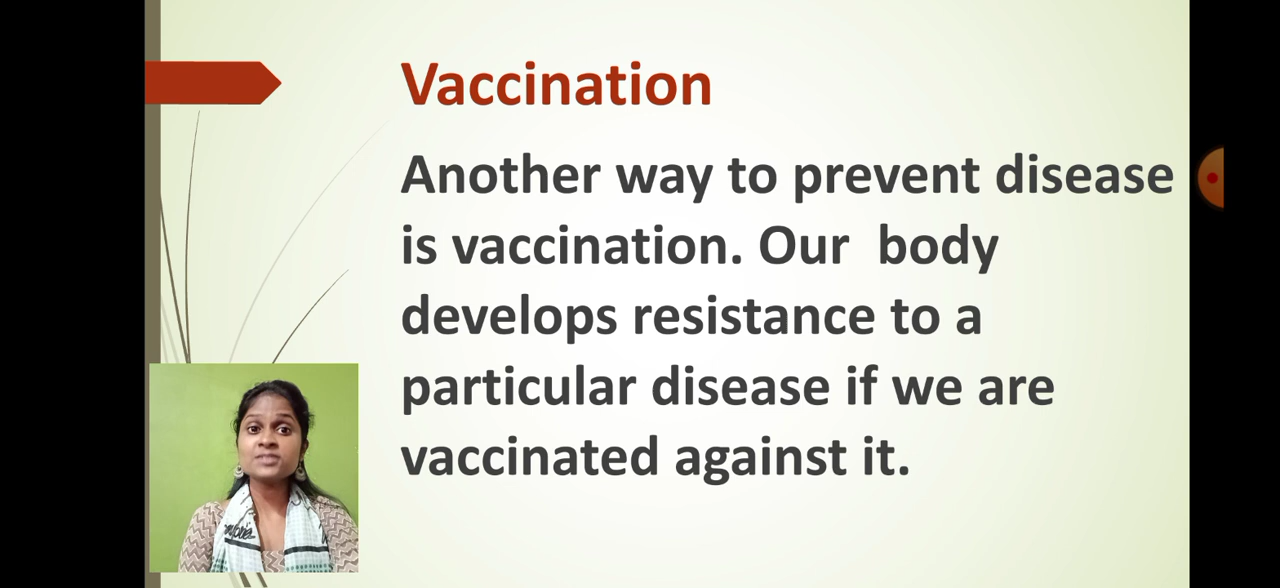 Vaccination
Another way to prevent disease
is vaccination. Our  body
develops resistance to a
particular disease if we are
vaccinated against it.